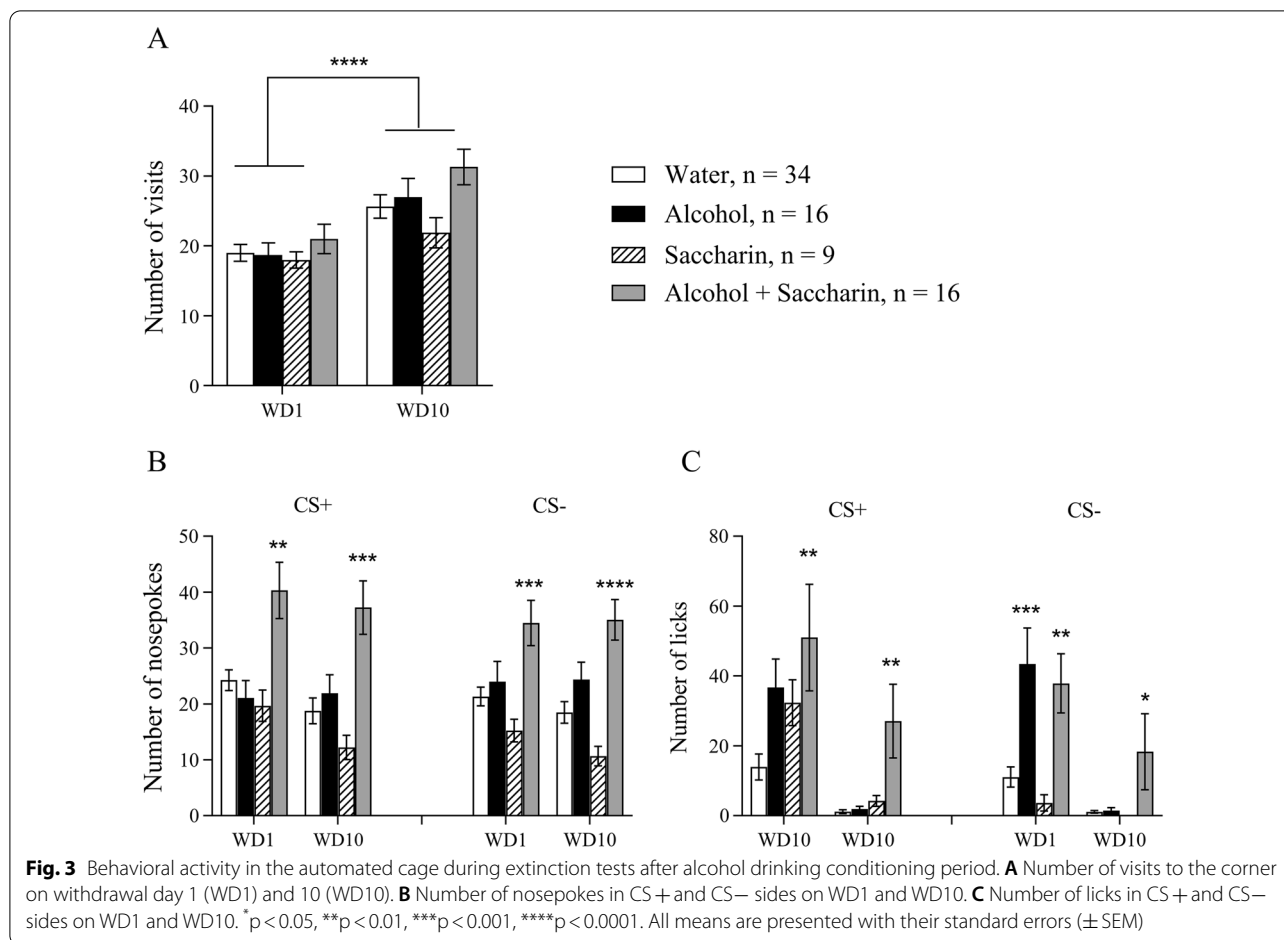 A
****
40
30
20
10
0
Number of visits
WD1 WD10
Water, n = 34
Alcohol, n = 16
Saccharin, n = 9
Alcohol + Saccharin, n = 16
B
CS+ CS-
50
40
30
20
10
0
Number of nosepokes
** *** *** ****
WD1 WD10 WD1 WD10
C
CS+ CS-
80
60
40
20
0
Number of licks
** ** *** ** *
WD10 WD10 WD1 WD10
Fig. 3 Behavioral activity in the automated cage during extinction tests after alcohol drinking conditioning period. A Number of visits to the corner
on withdrawal day 1 (WD1) and 10 (WD10). B Number of nosepokes in CS + and CS− sides on WD1 and WD10. C Number of licks in CS + and CS−
sides on WD1 and WD10. *p < 0.05, **p < 0.01, ***p < 0.001, ****p < 0.0001. All means are presented with their standard errors (± SEM)